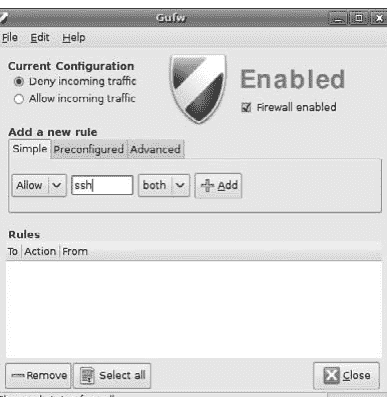 Gufw
File Edit Help
Current Configuration
Deny incoming traffic
Allow incoming traffic
Enabled
Firewall enabled
Add a new rule
Simple Preconfigured Advanced
Allow ssh both Add
Rules
To Action From
Remove Select all Close